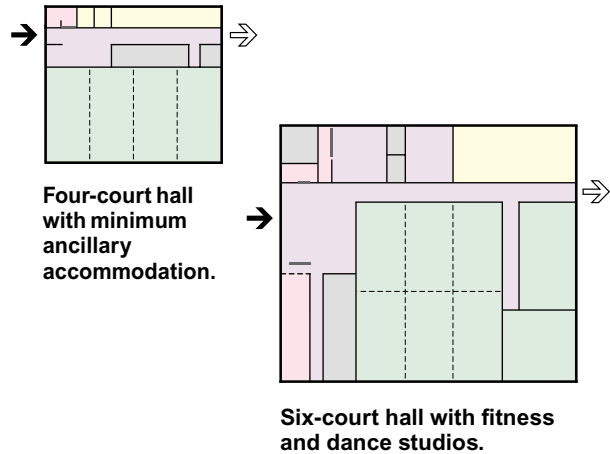 Four-court hall
with minimum
ancillary
accommodation.
Six-court hall with fitness
and dance studios.